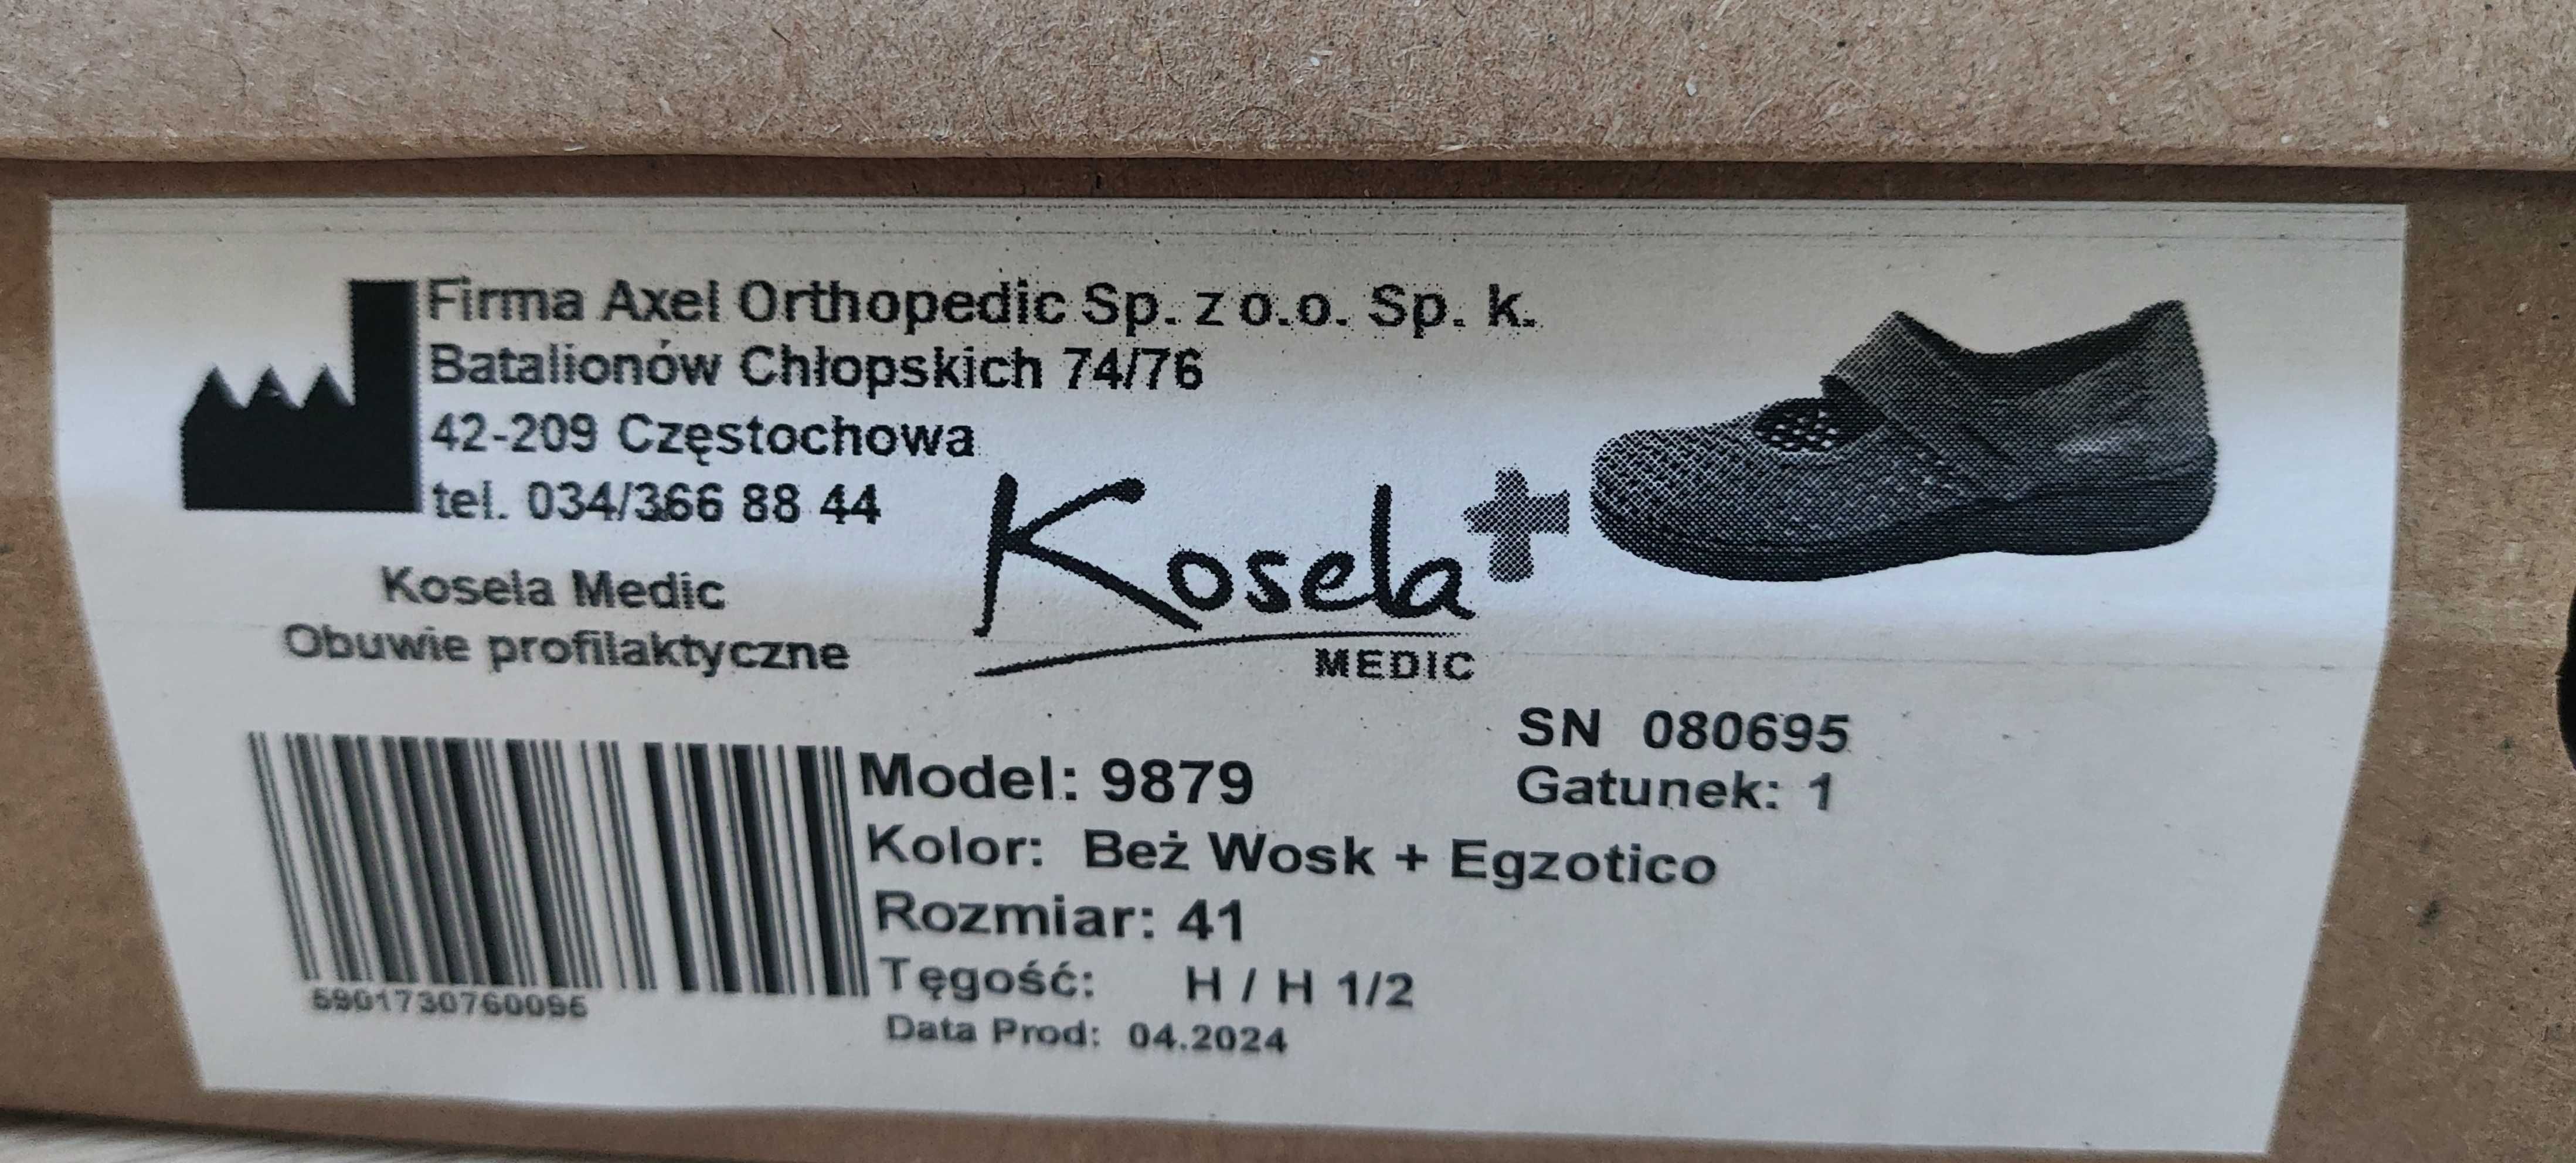 Firma Axel Orthopedic Sp. z o.o. Sp. k.
Batalionów Chłopskich 74/76
42-209 Częstochowa
tel. 034/366 88 44
Kosela Medic
Obuwie profilaktyczne
Kosela+
MEDIC
SN 080695
Gatunek: 1
Model: 9879
Kolor: Beż Wosk + Egzotico
Rozmiar: 41
Tęgość: H / H 1/2
Data Prod: 04.2024
5901730760095